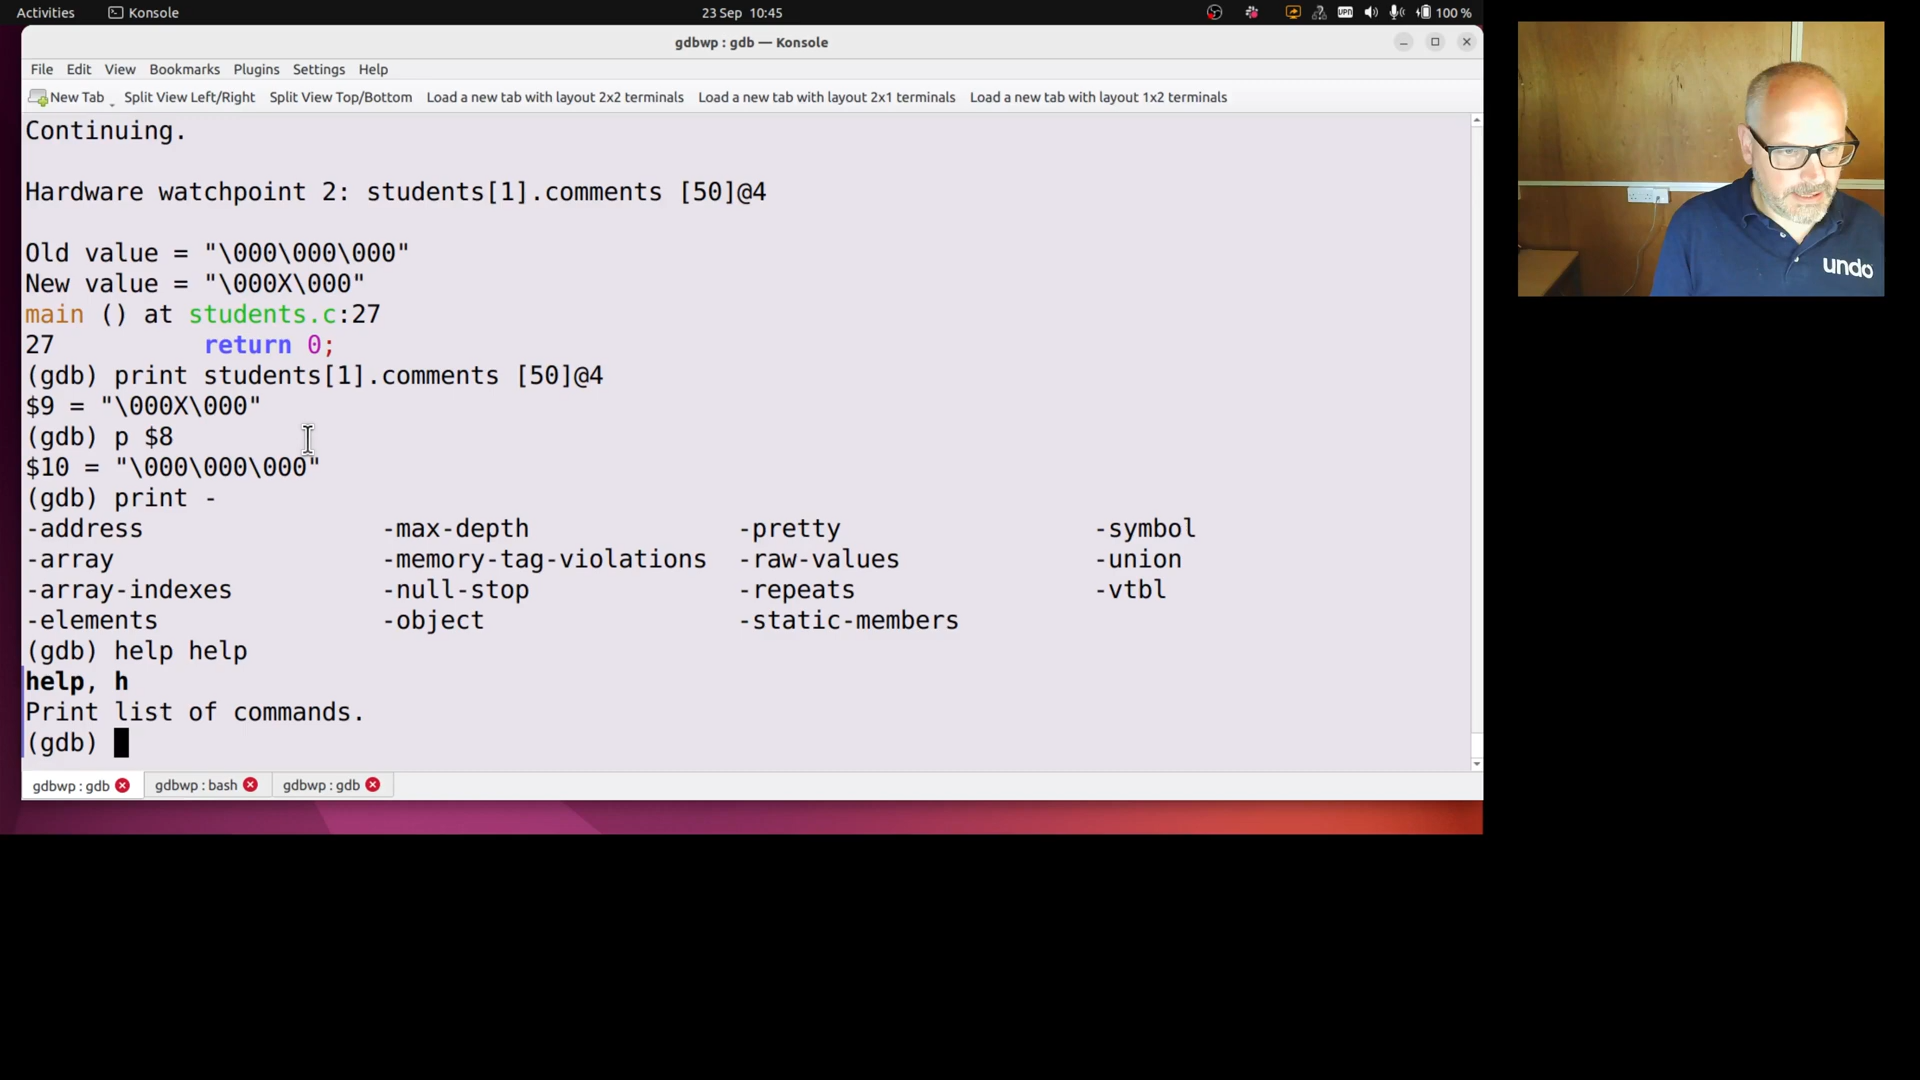 Activities Konsole 23 Sep 10:45 VPN 100 %
gdbwp : gdb — Konsole
File Edit View Bookmarks Plugins Settings Help
New Tab Split View Left/Right Split View Top/Bottom Load a new tab with layout 2x2 terminals Load a new tab with layout 2x1 terminals Load a new tab with layout 1x2 terminals
Continuing.
Hardware watchpoint 2: students[1].comments [50]@4
Old value = "\000\000\000"
New value = "\000X\000"
main () at students.c:27
27 return 0;
(gdb) print students[1].comments [50]@4
$9 = "\000X\000"
(gdb) p $8
$10 = "\000\000\000"
(gdb) print -
-address -max-depth -pretty -symbol
-array -memory-tag-violations -raw-values -union
-array-indexes -null-stop -repeats -vtbl
-elements -object -static-members
(gdb) help help
help, h
Print list of commands.
(gdb)
gdbwp : gdb gdbwp : bash gdbwp : gdb
undo